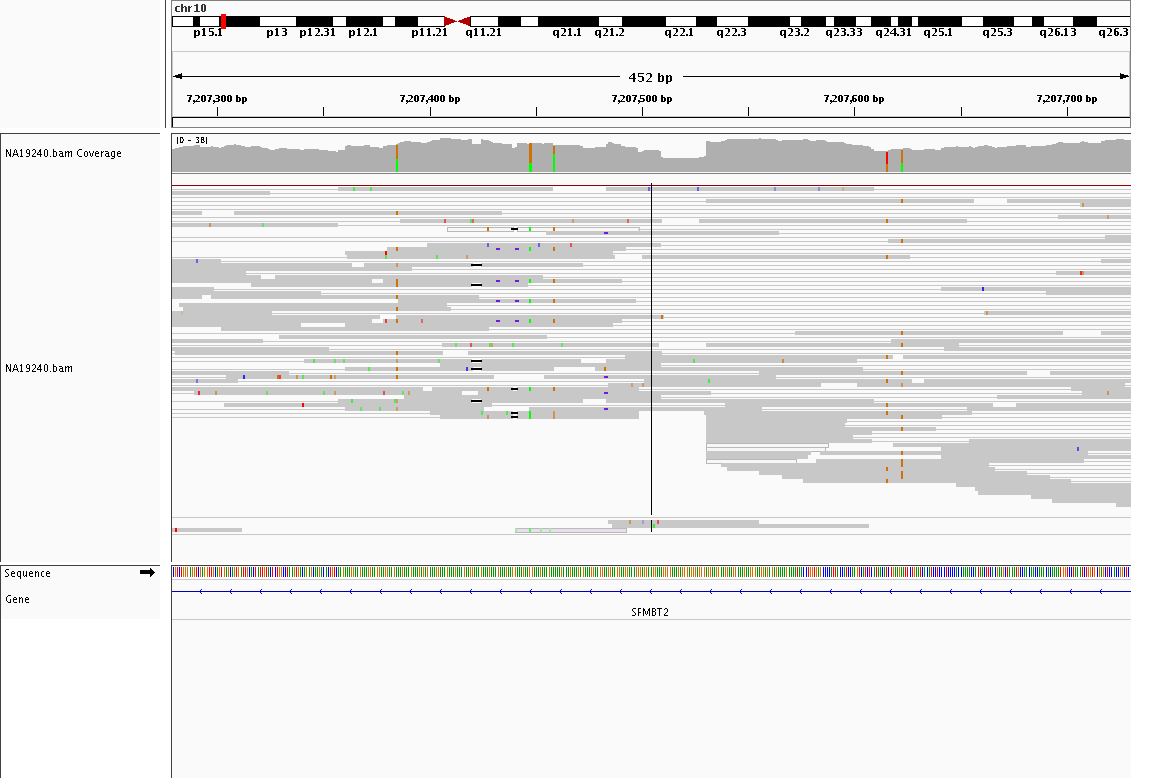 chr10
p15.1 p13 p12.31 p12.1 p11.21 q11.21 q21.1 q21.2 q22.1 q22.3 q23.2 q23.33 q24.31 q25.1 q25.3 q26.13 q26.3
452 bp
7,207,300 bp 7,207,400 bp 7,207,500 bp 7,207,600 bp 7,207,700 bp
NA19240.bam Coverage
[0 - 38]
NA19240.bam
Sequence
Gene
SFMBT2